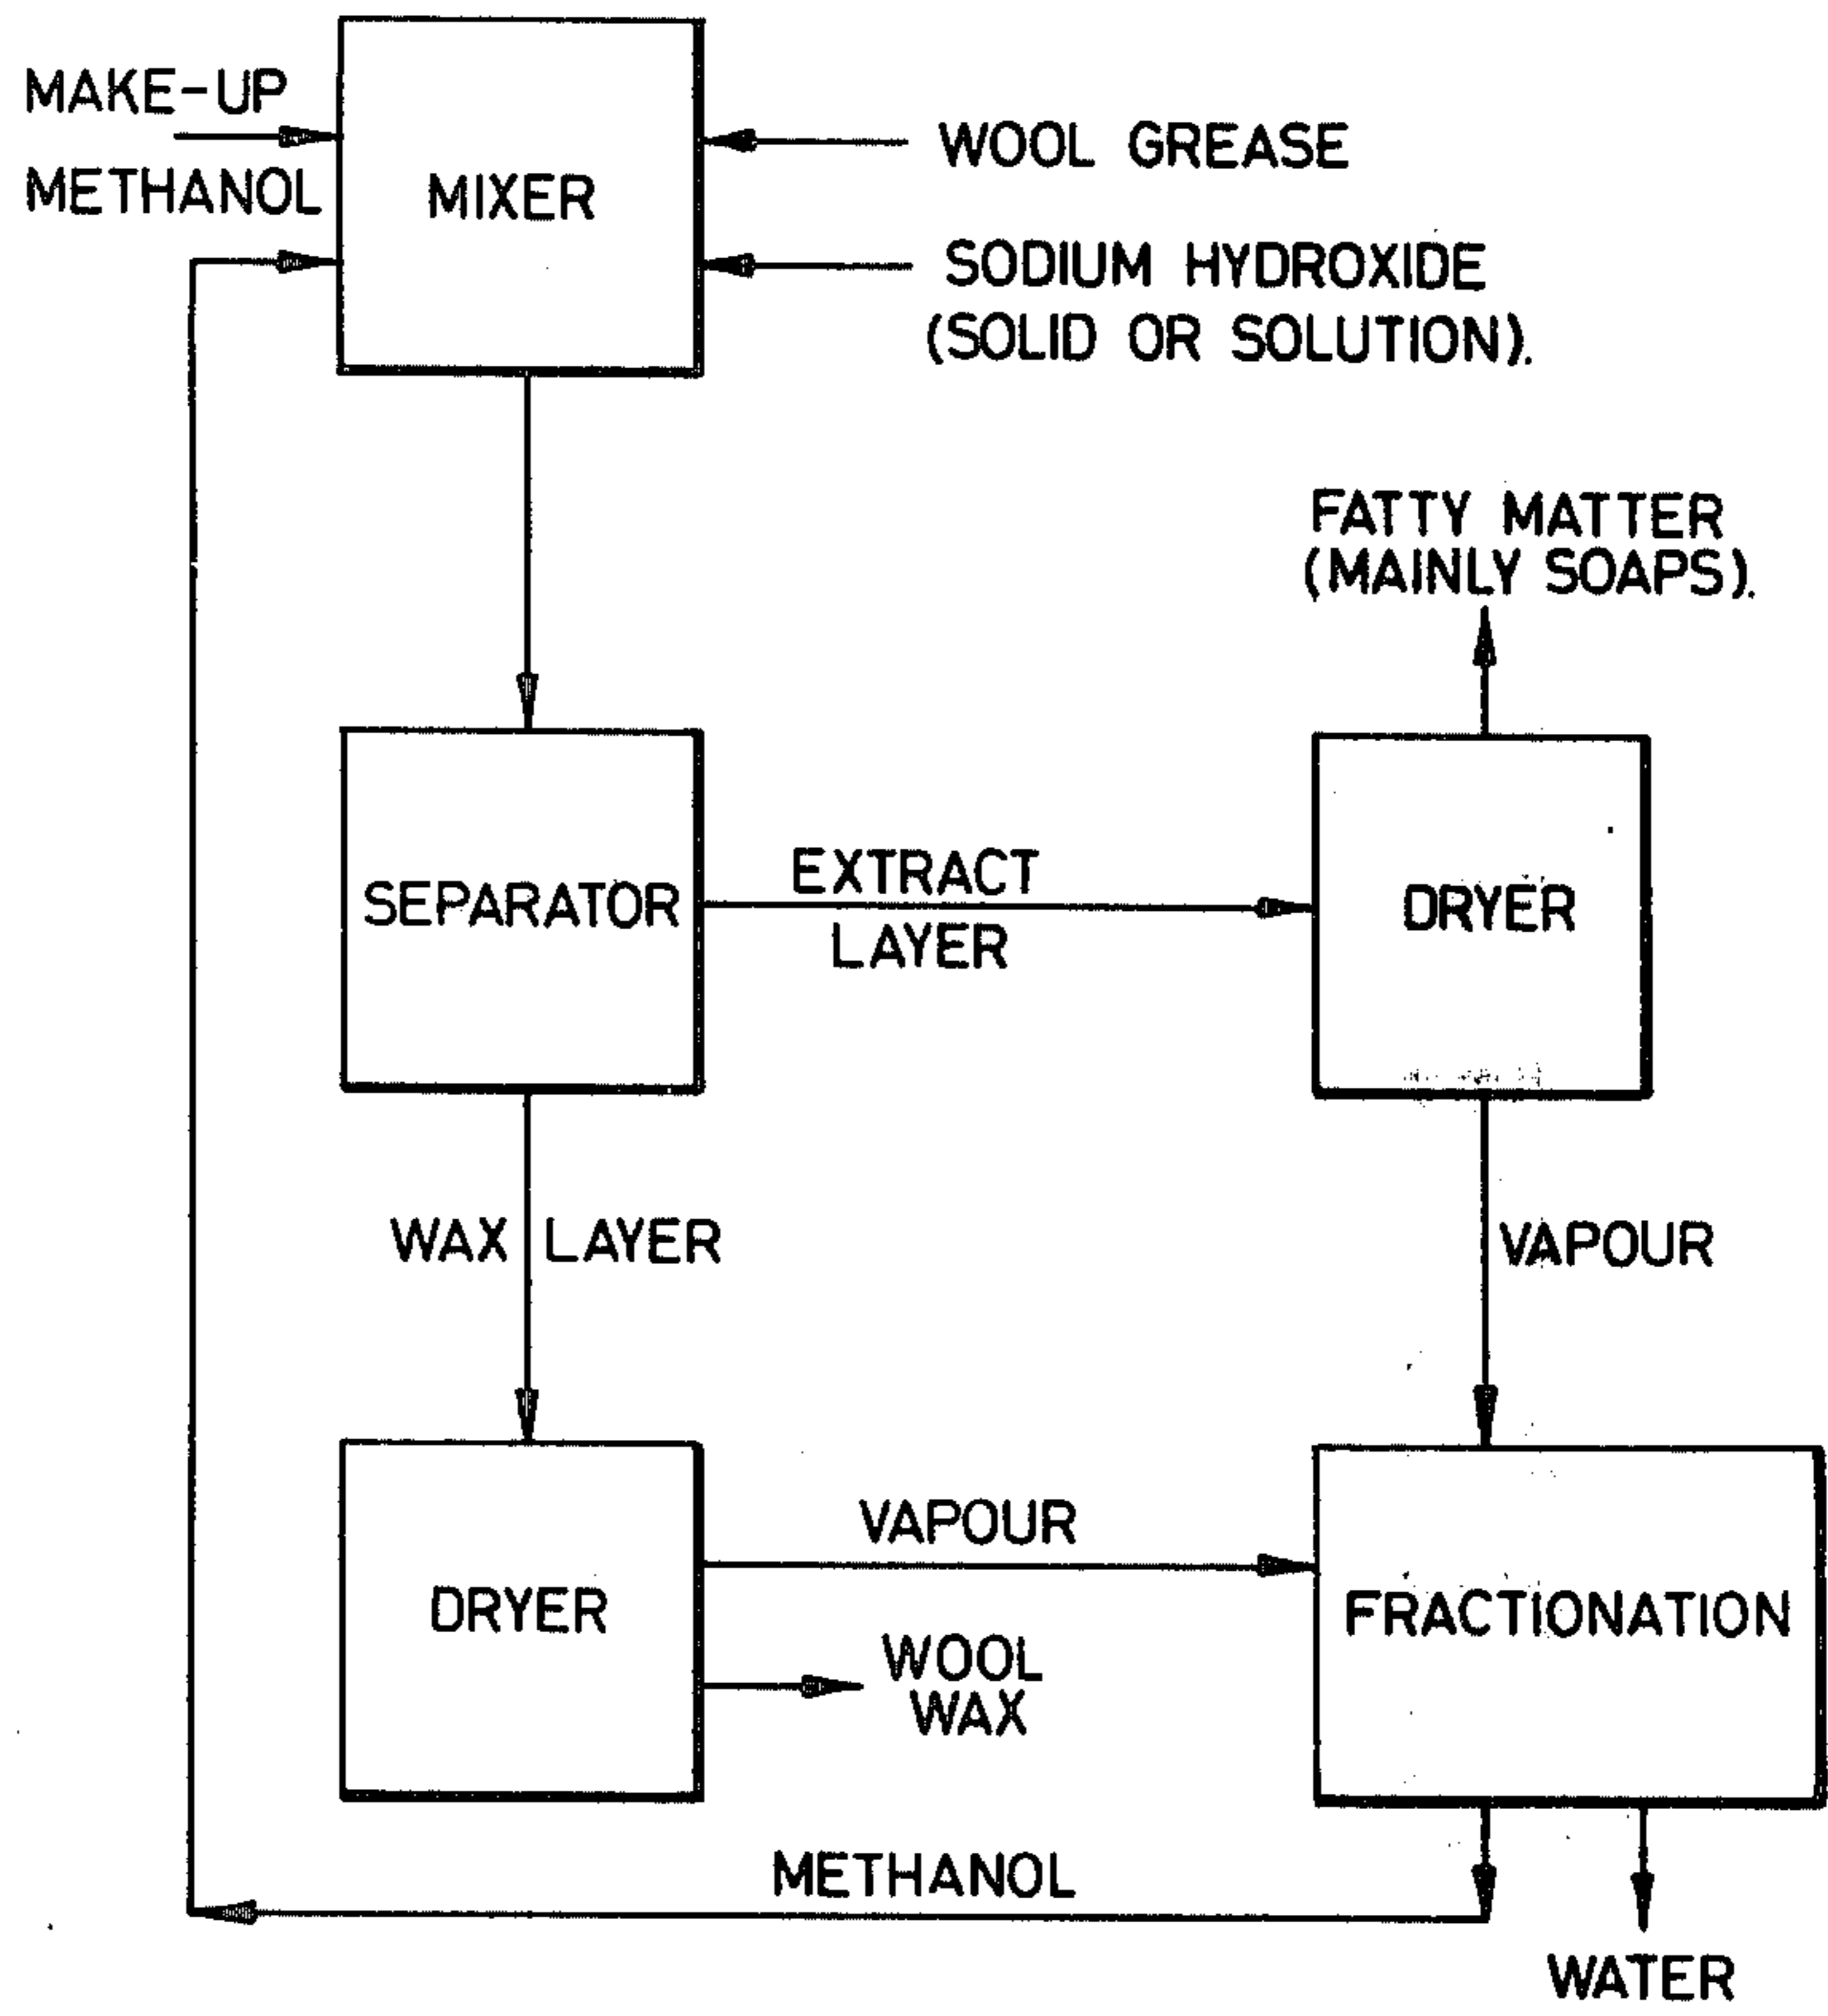 MAKE-UP
METHANOL
MIXER
WOOL GREASE
SODIUM HYDROXIDE
(SOLID OR SOLUTION).
FATTY MATTER
(MAINLY SOAPS).
SEPARATOR
EXTRACT
LAYER
DRYER
WAX LAYER
VAPOUR
DRYER
VAPOUR
WOOL
WAX
FRACTIONATION
METHANOL
WATER